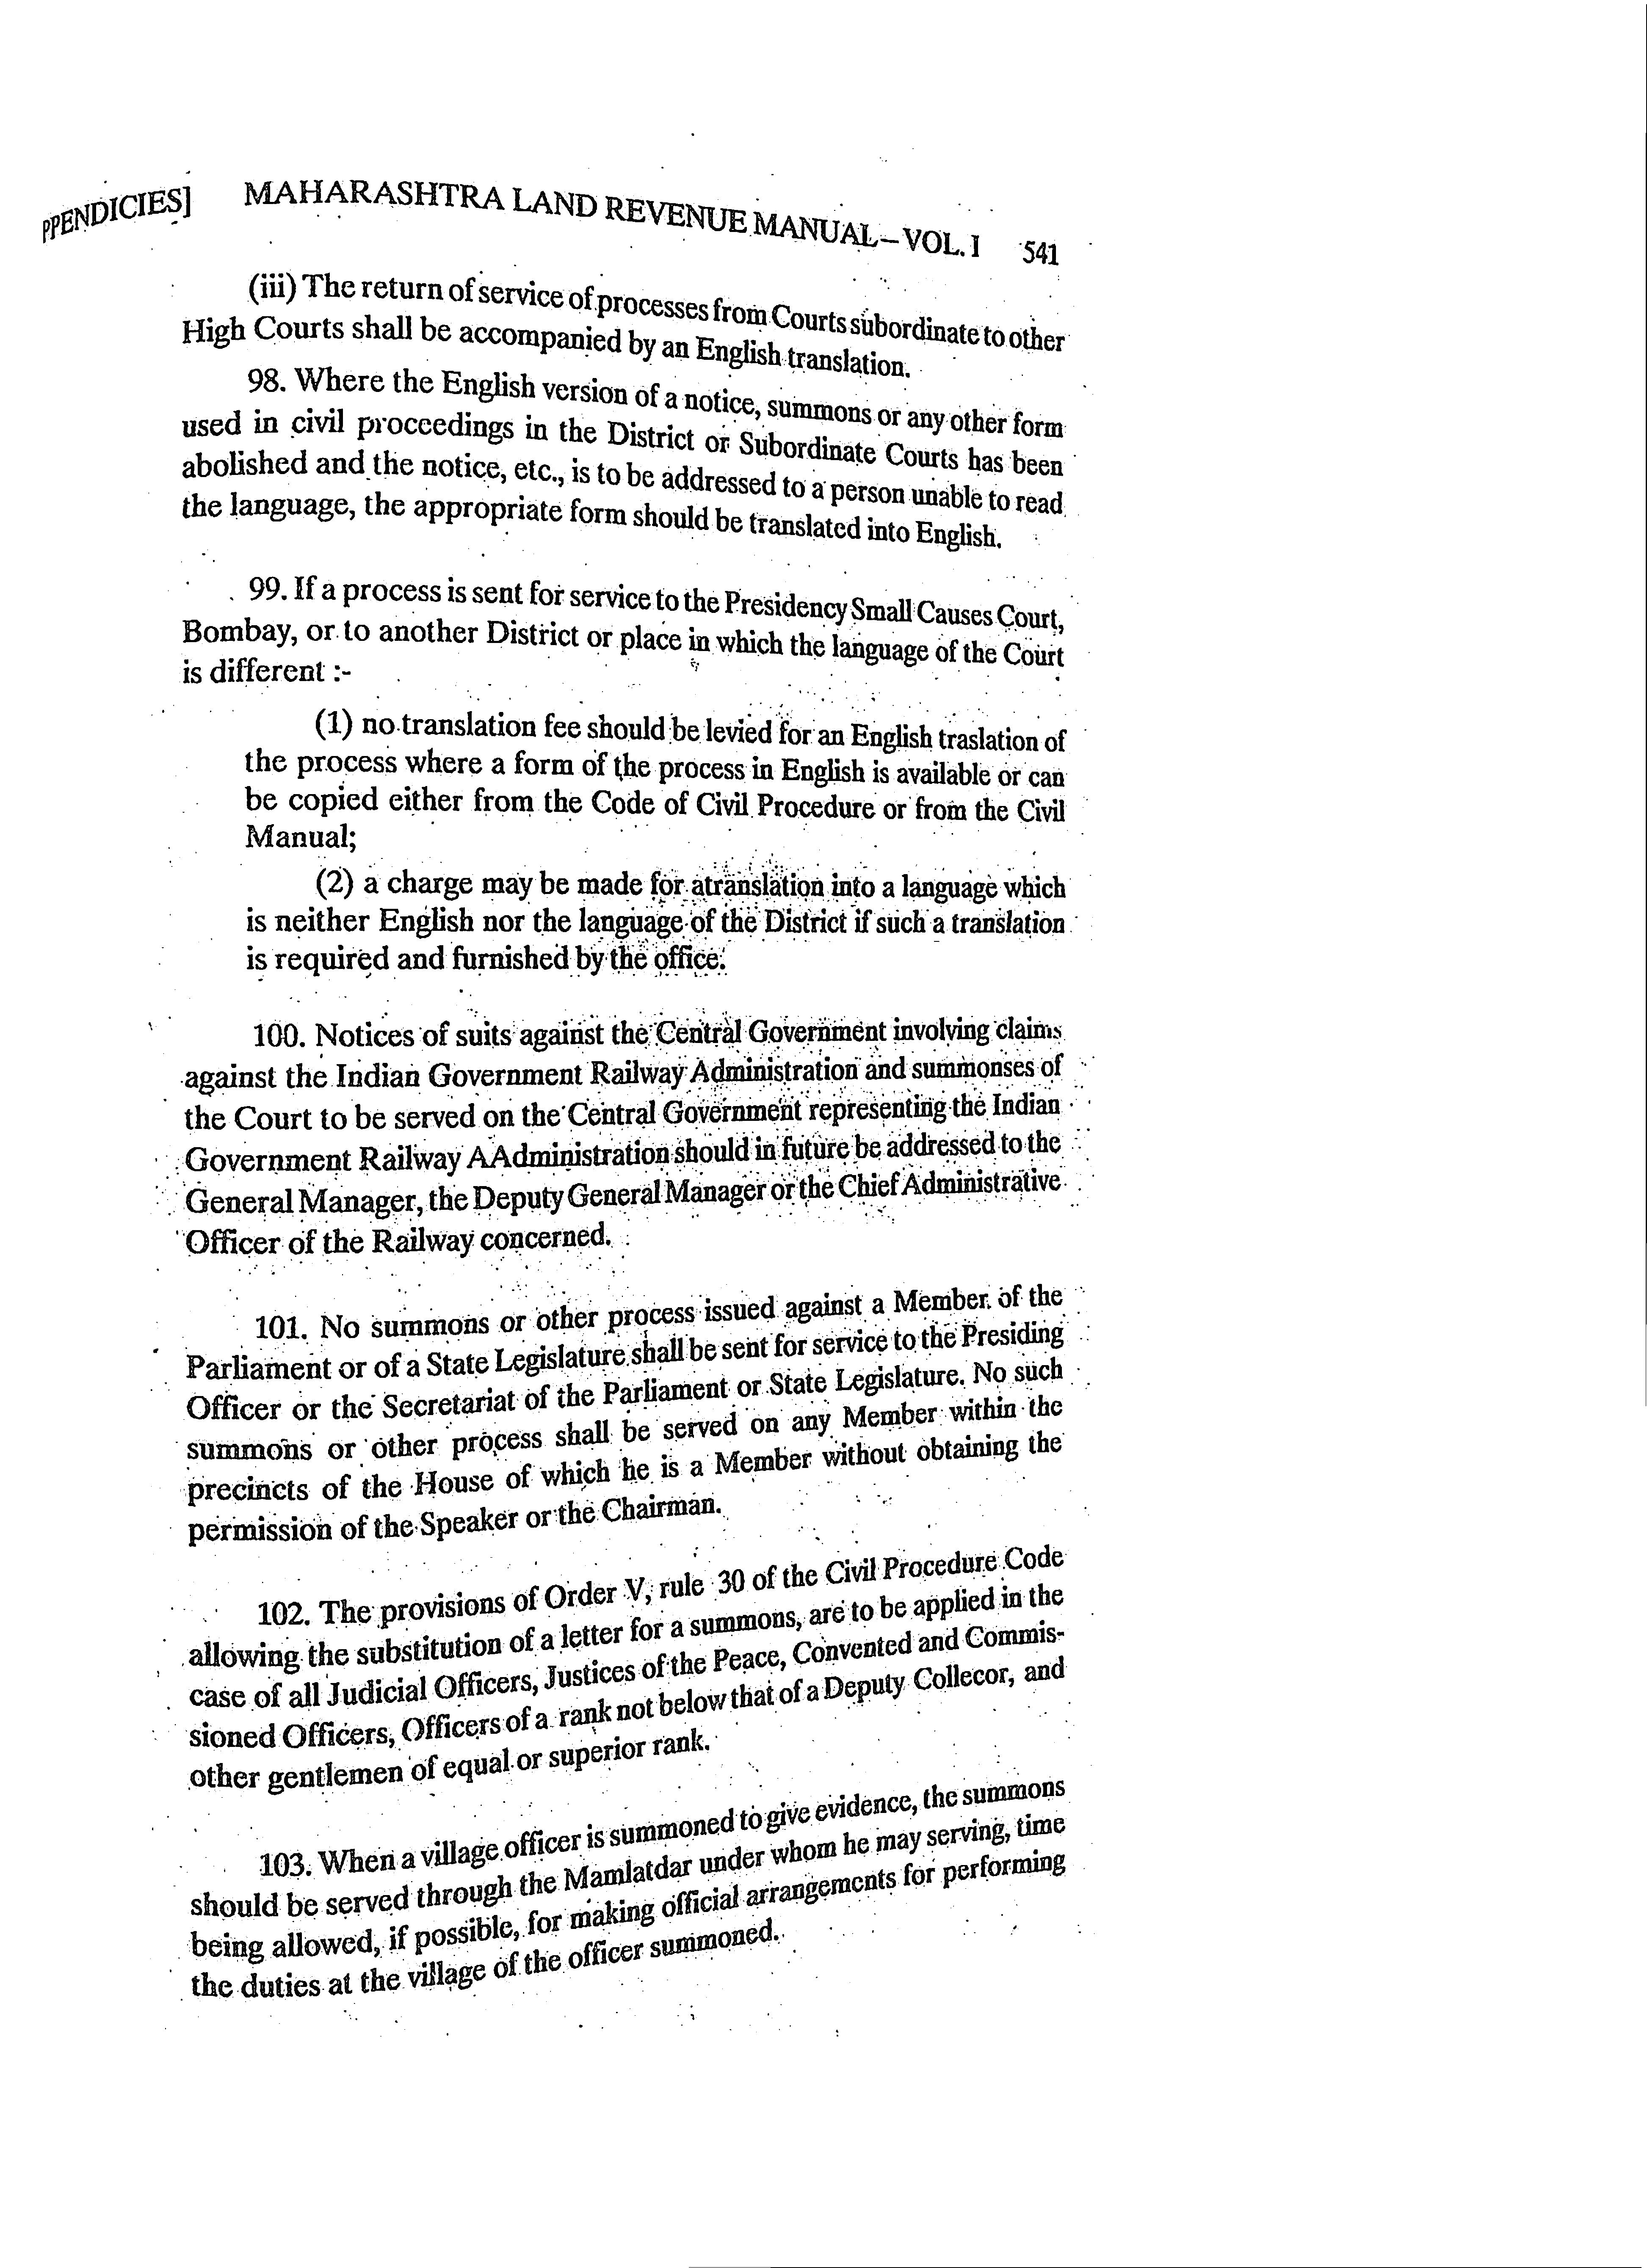 PPENDICIES] MAHARASHTRA LAND REVENUE MANUAL–VOL. I 541
(iii) The return of service of processes from Courts subordinate to other
High Courts shall be accompanied by an English translation.
98. Where the English version of a notice, summons or any other form
used in civil proceedings in the District or Subordinate Courts has been
abolished and the notice, etc., is to be addressed to a person unable to read
the language, the appropriate form should be translated into English.
99. If a process is sent for service to the Presidency Small Causes Court,
Bombay, or to another District or place in which the language of the Court
is different :-
(1) no translation fee should be levied for an English traslation of
the process where a form of the process in English is available or can
be copied either from the Code of Civil Procedure or from the Civil
Manual;
(2) a charge may be made for atranslation into a language which
is neither English nor the language of the District if such a translation
is required and furnished by the office.
100. Notices of suits against the Central Government involving claims
against the Indian Government Railway Administration and summonses of
the Court to be served on the Central Government representing the Indian
Government Railway AAdministration should in future be addressed to the
General Manager, the Deputy General Manager or the Chief Administrative
Officer of the Railway concerned.
101. No summons or other process issued against a Member of the
Parliament or of a State Legislature shall be sent for service to the Presiding
Officer or the Secretariat of the Parliament or State Legislature. No such
summons or other process shall be served on any Member within the
precincts of the House of which he is a Member without obtaining the
permission of the Speaker or the Chairman.
102. The provisions of Order V, rule 30 of the Civil Procedure Code
allowing the substitution of a letter for a summons, are to be applied in the
case of all Judicial Officers, Justices of the Peace, Convented and Commis-
sioned Officers, Officers of a rank not below that of a Deputy Collecor, and
other gentlemen of equal or superior rank.
103. When a village officer is summoned to give evidence, the summons
should be served through the Mamlatdar under whom he may serving, time
being allowed, if possible, for making official arrangements for performing
the duties at the village of the officer summoned.